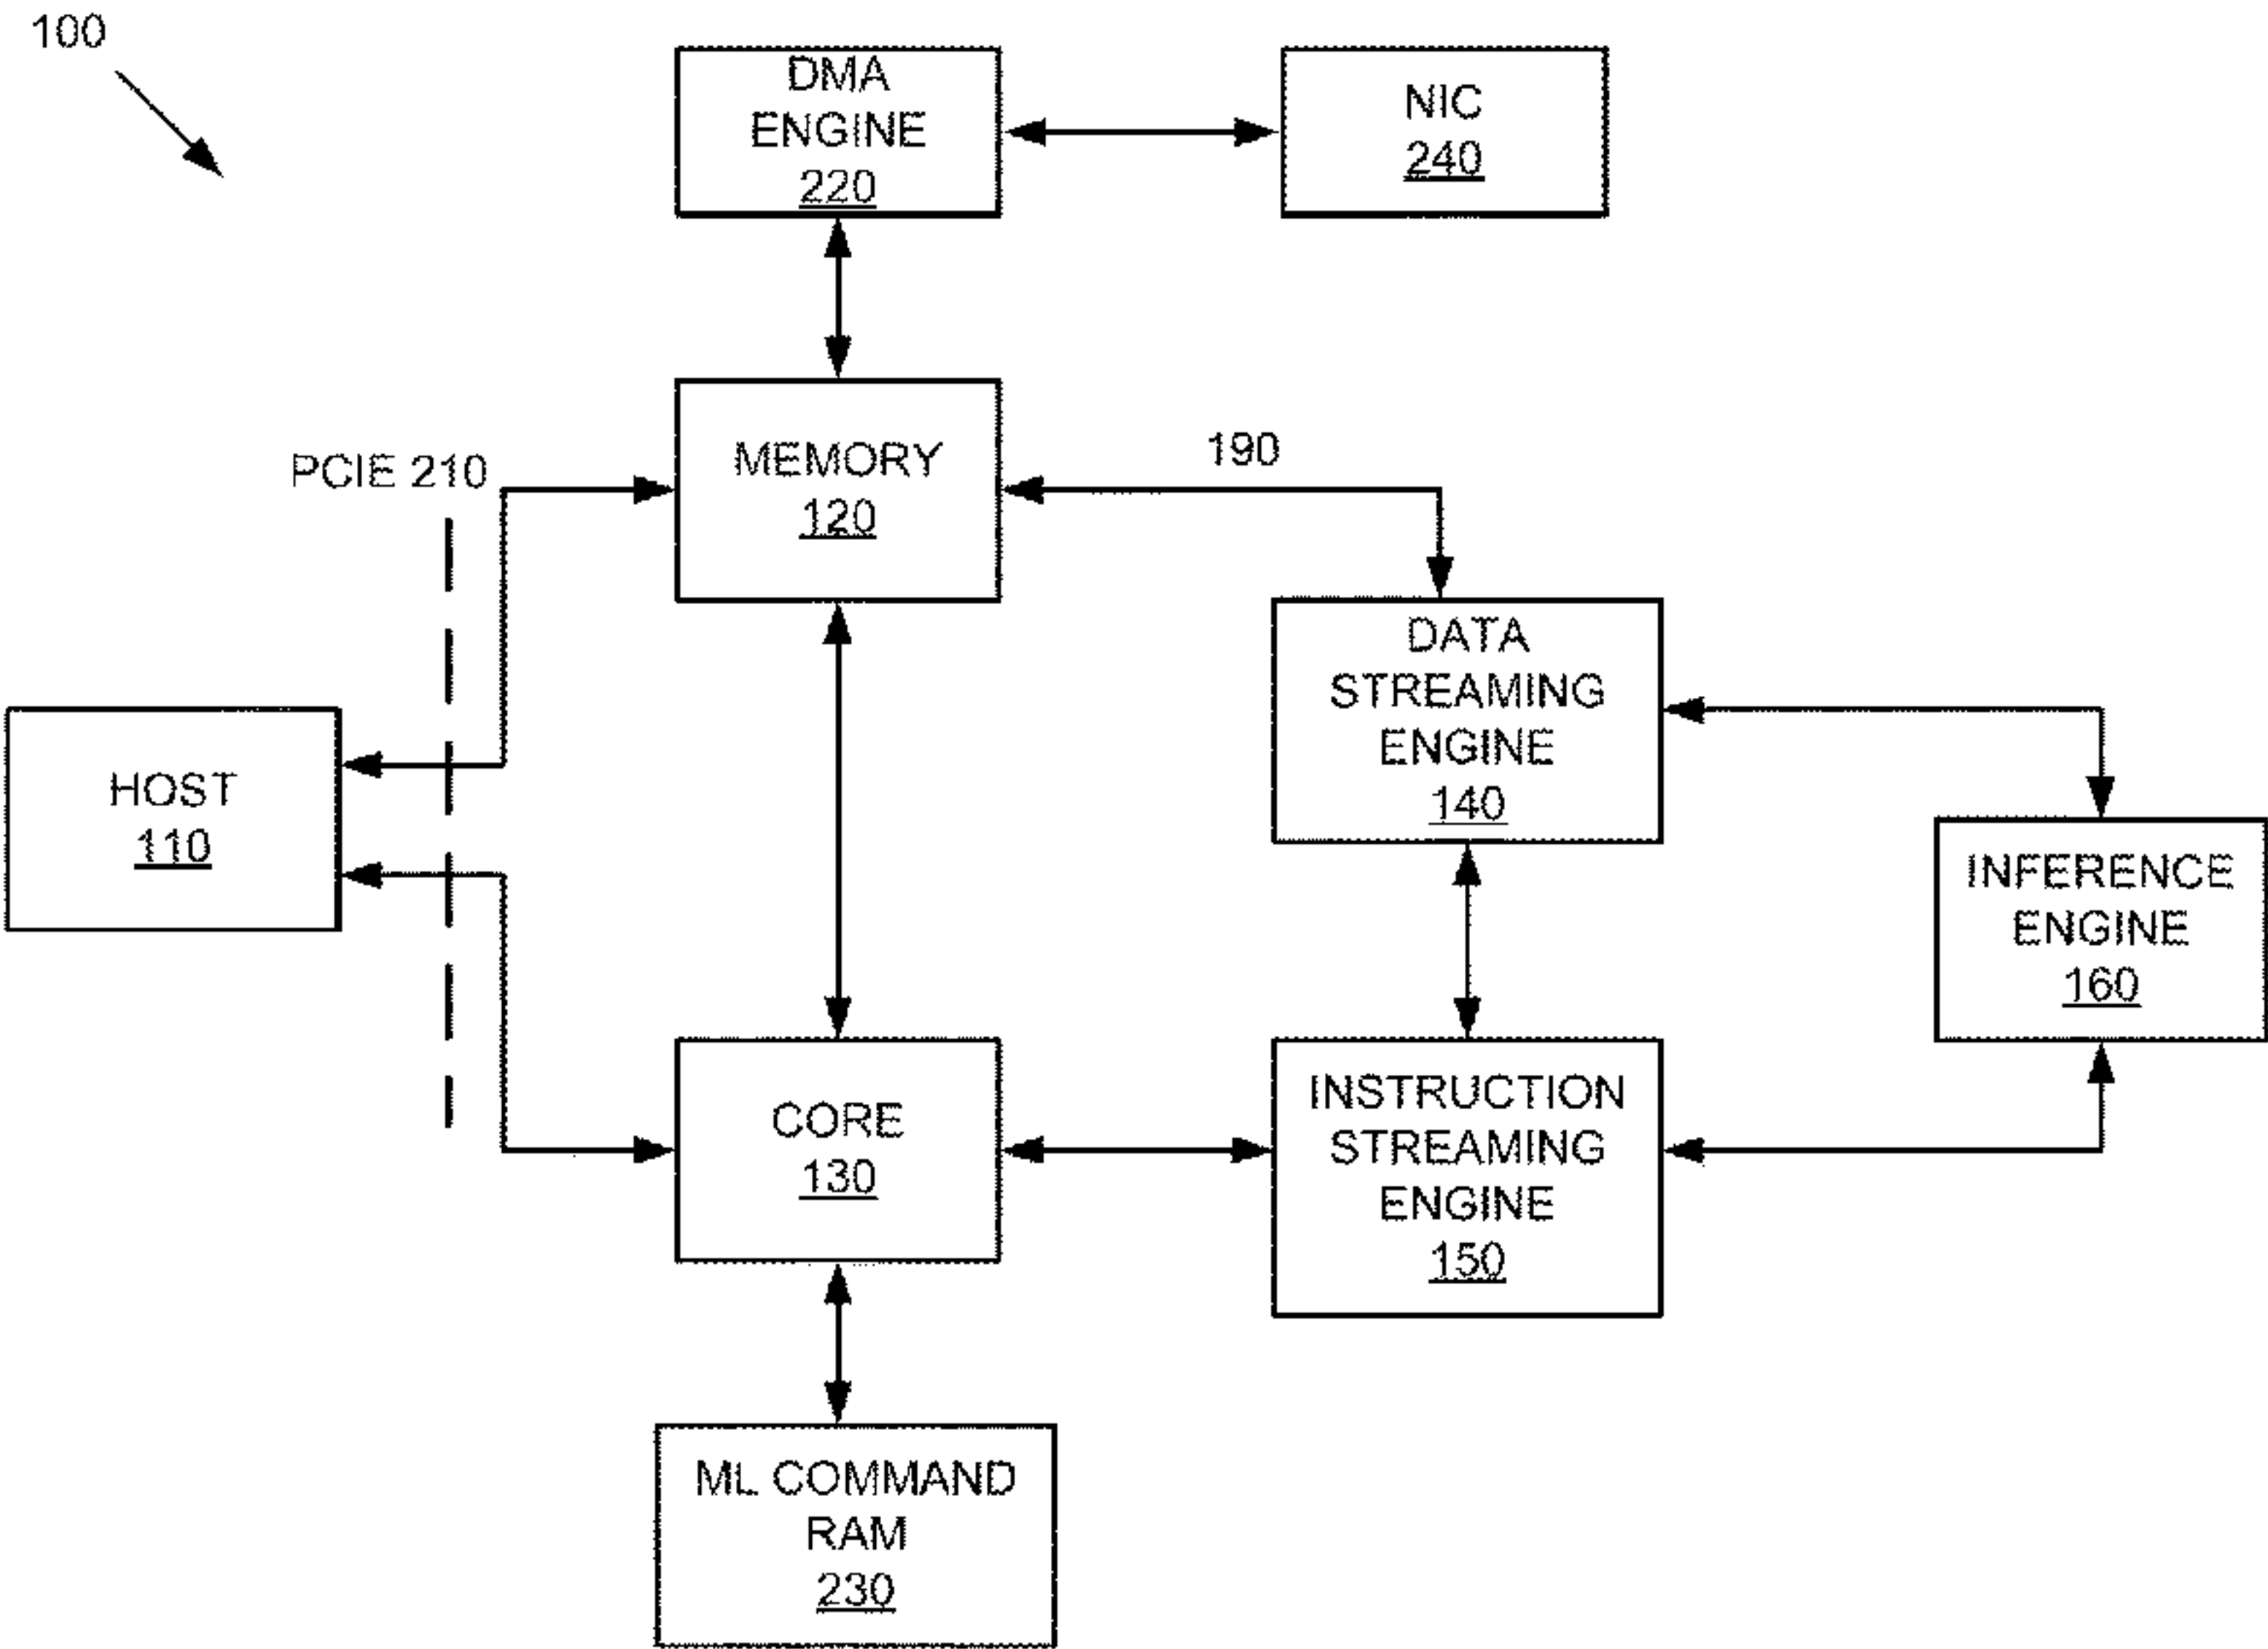 100
DMA
ENGINE
220
NIC
240
PCIE 210
MEMORY
120
190
DATA
STREAMING
ENGINE
140
HOST
110
INFERENCE
ENGINE
160
CORE
130
INSTRUCTION
STREAMING
ENGINE
150
ML COMMAND
RAM
230